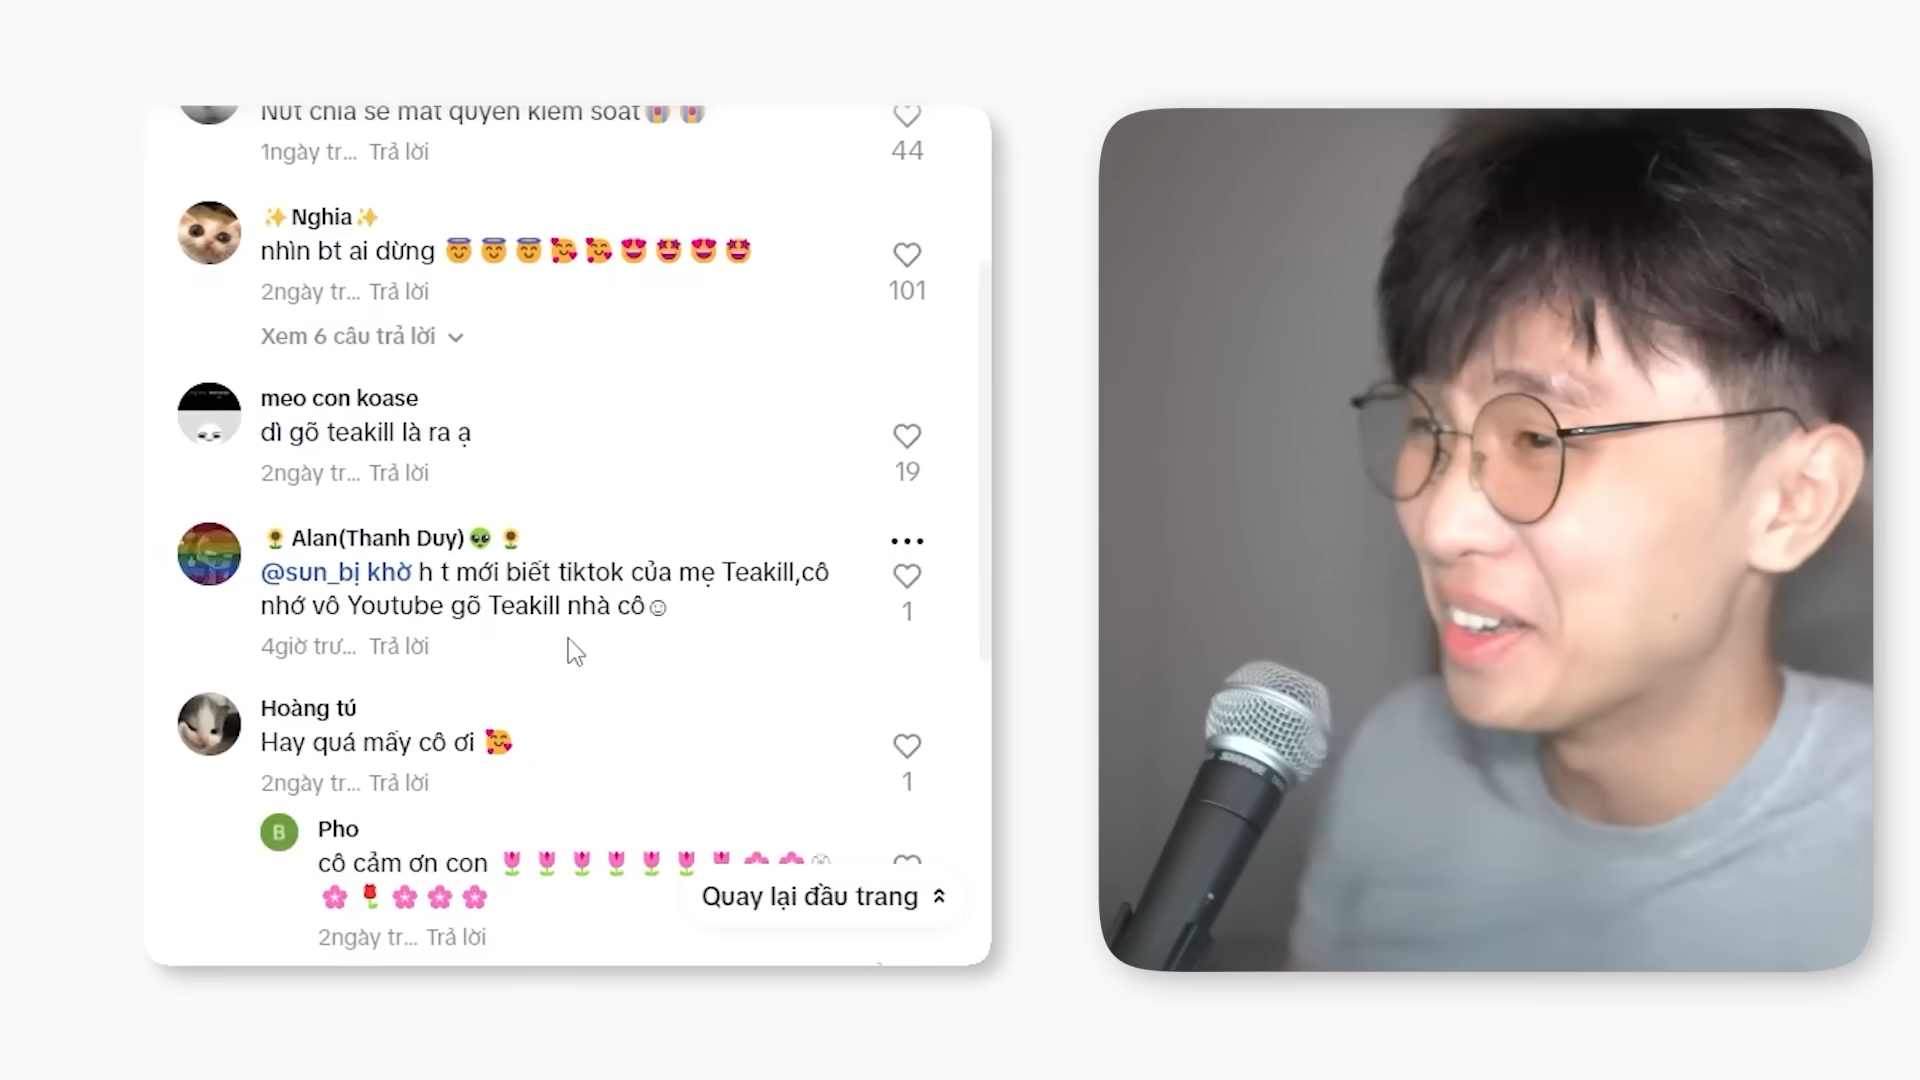 Nút chia sẻ mất quyền kiểm soát😭😭
1ngày tr... Trả lời
44
✨Nghia✨
nhìn bt ai dừng 😇😇😇🥰🥰😍🤩😍🤩
2ngày tr... Trả lời
101
Xem 6 câu trả lời
meo con koase
dì gõ teakill là ra ạ
2ngày tr... Trả lời
19
🌻Alan(Thanh Duy)👽🌻
@sun_bị khờ h t mới biết tiktok của mẹ Teakill,cô
nhớ vô Youtube gõ Teakill nhà cô☺
4giờ trư... Trả lời
1
Hoàng tú
Hay quá mấy cô ơi 🥰
2ngày tr... Trả lời
1
B
Pho
cô cảm ơn con 🌷🌷🌷🌷🌷🌷🌷🌸🌸💮
🌸🌹🌸🌸🌸
Quay lại đầu trang
2ngày tr... Trả lời
SHURE